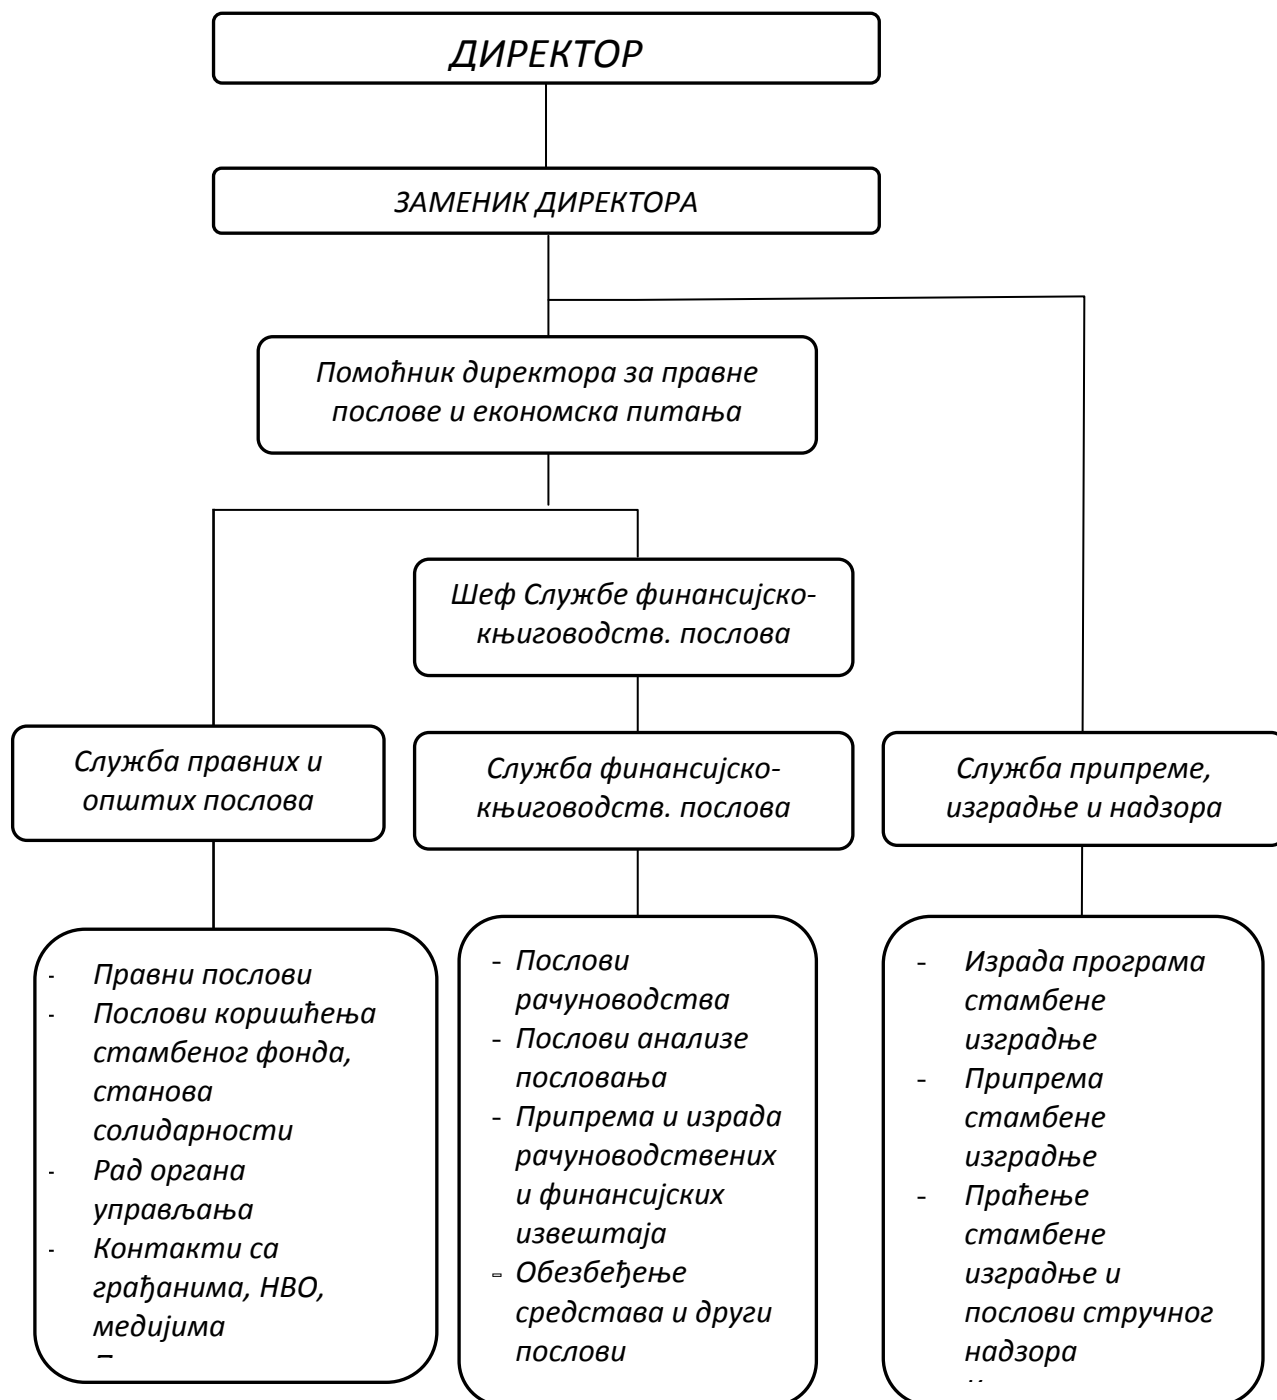 ДИРЕКТОР
ЗАМЕНИК ДИРЕКТОРА
Помоћник директора за правне
послове и економска питања
Шеф Службе финансијско-
књиговодств. послова
Служба правних и
општих послова
Служба финансијско-
књиговодств. послова
Служба припреме,
изградње и надзора
- Правни послови
- Послови коришћења
стамбеног фонда,
станова
солидарности
- Рад органа
управљања
- Контакти са
грађанима, НВО,
медијима
- Послови
рачуноводства
- Послови анализе
пословања
- Припрема и израда
рачуноводствених
и финансијских
извештаја
- Обезбеђење
средстава и други
послови
- Израда програма
стамбене
изградње
- Припрема
стамбене
изградње
- Праћење
стамбене
изградње и
послови стручног
надзора